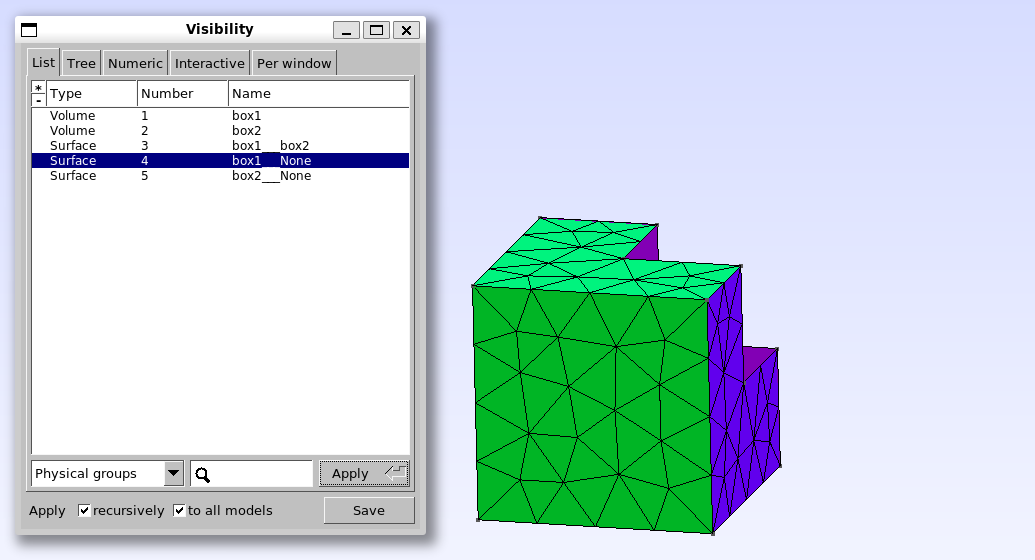 Visibility
List Tree Numeric Interactive Per window
* Type Number Name
-
Volume 1 box1
Volume 2 box2
Surface 3 box1___box2
Surface 4 box1___None
Surface 5 box2___None
Physical groups Apply
Apply recursively to all models Save